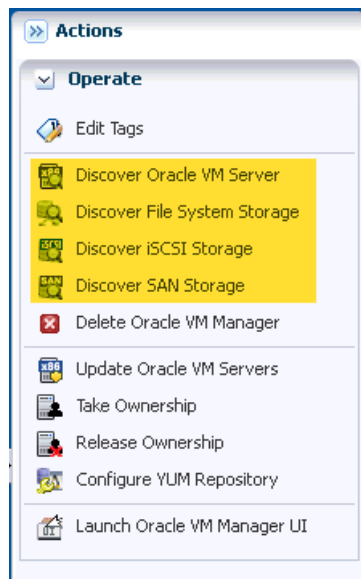 Actions
Operate
Edit Tags
Discover Oracle VM Server
Discover File System Storage
Discover iSCSI Storage
Discover SAN Storage
Delete Oracle VM Manager
Update Oracle VM Servers
Take Ownership
Release Ownership
Configure YUM Repository
Launch Oracle VM Manager UI